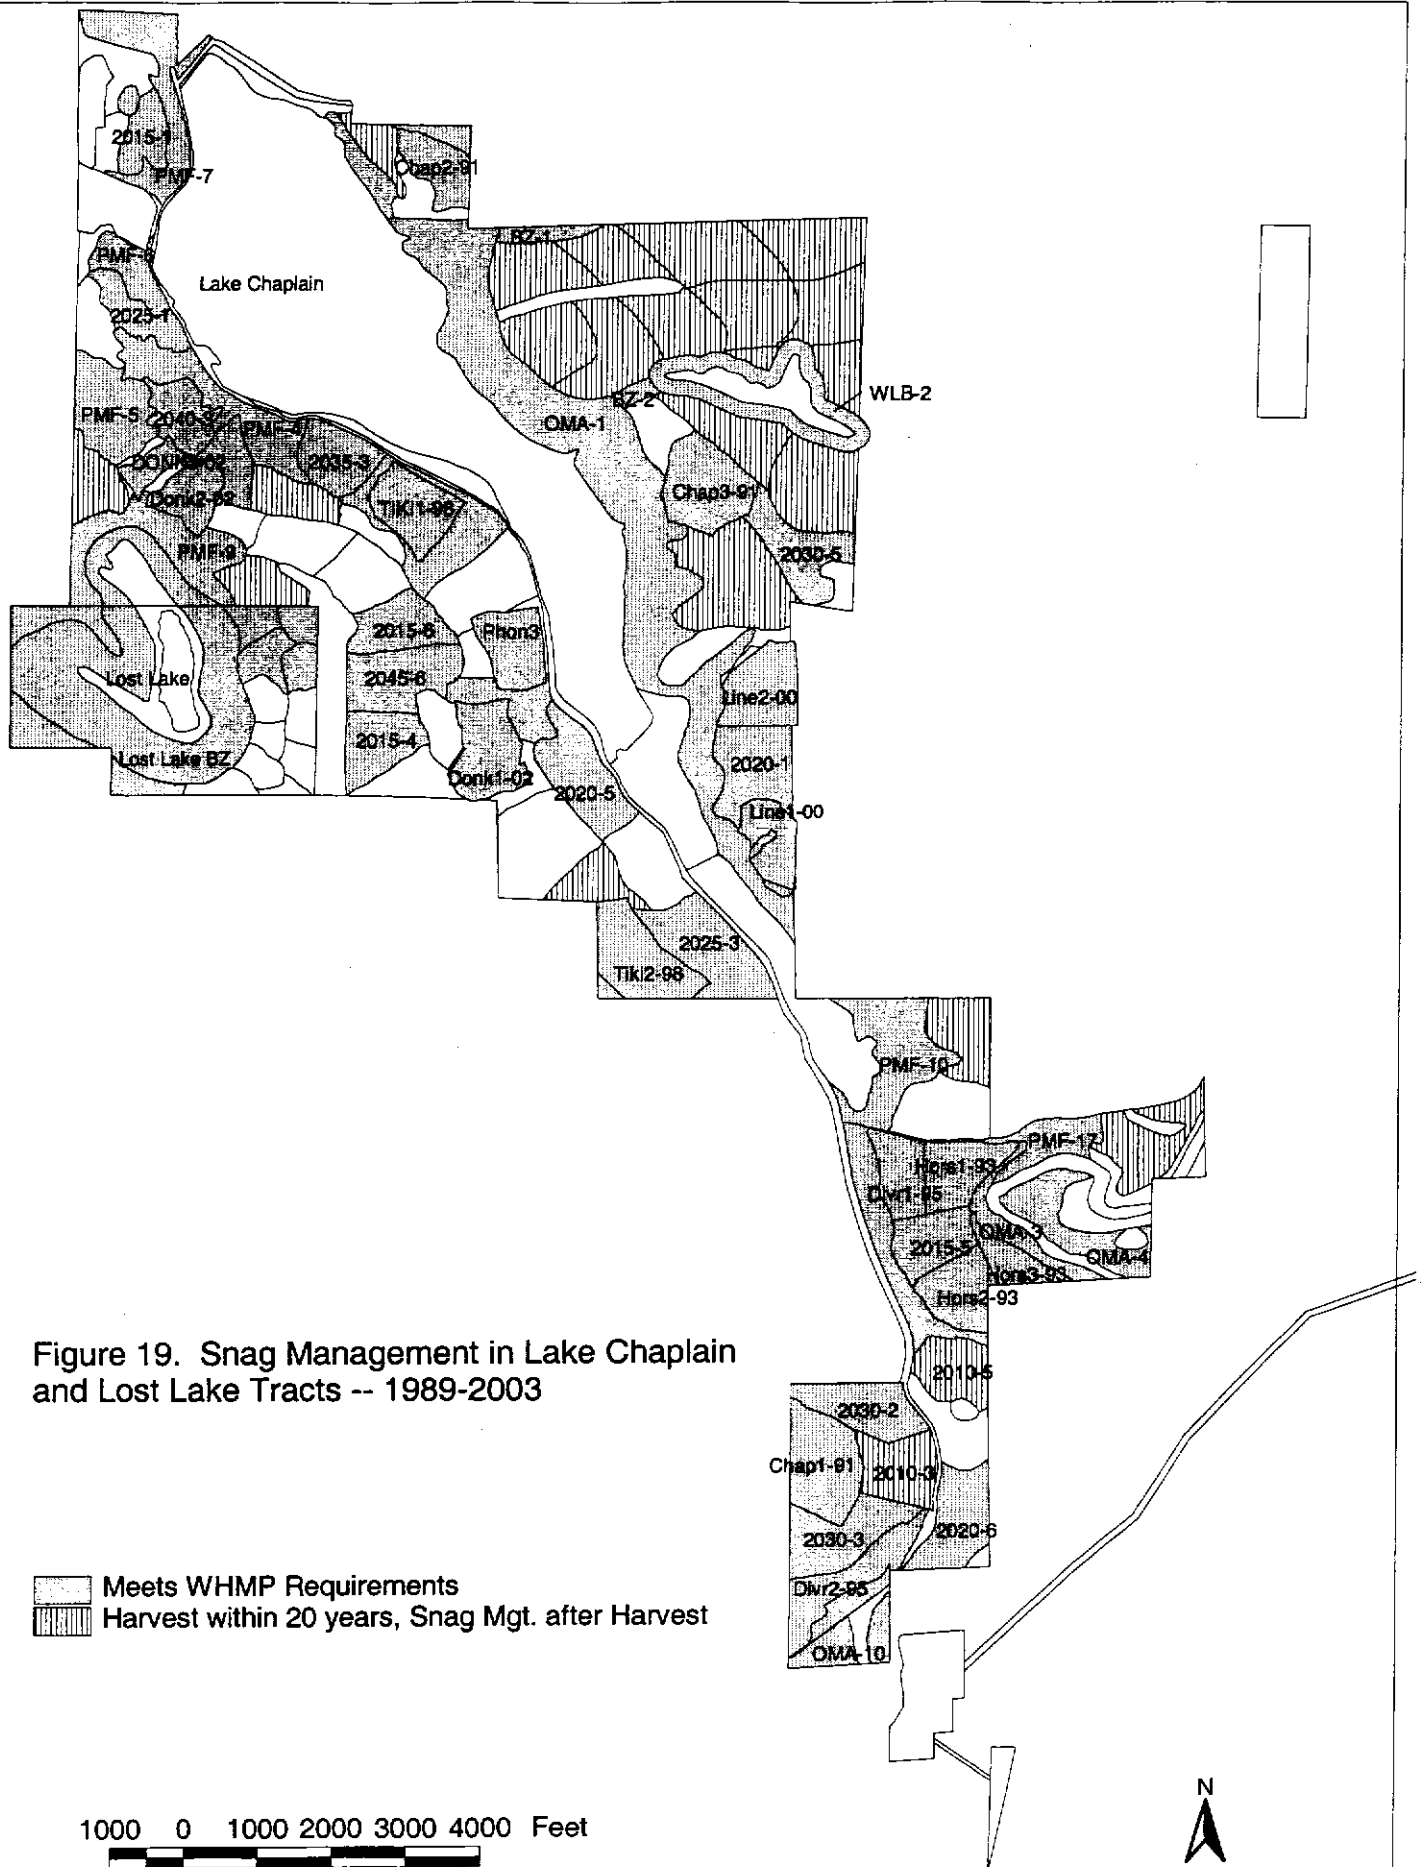 2015-1
PMF-7
Chap2-91
BZ-1
PMF-6
Lake Chaplain
2025-1
BZ-2
WLB-2
PMF-5
2040-3
PMF-4
OMA-1
2035-3
Chap3-91
Donk2-02
TIKI1-98
PMF-9
2030-5
2015-6
Phon3
Lost Lake
2045-6
Line2-00
2015-4
Lost Lake BZ
Donk1-02
2020-1
2020-5
Line1-00
2025-3
Tiki2-98
PMF-10
PMF-17
Hors1-93
Divr1-95
OMA-3
2015-5
OMA-4
Hors3-93
Hors2-93
Figure 19. Snag Management in Lake Chaplain
and Lost Lake Tracts -- 1989-2003
2010-5
2030-2
Chap1-91
2010-3
2030-3
2020-6
Meets WHMP Requirements
Divr2-95
Harvest within 20 years, Snag Mgt. after Harvest
OMA-10
N
1000 0 1000 2000 3000 4000 Feet